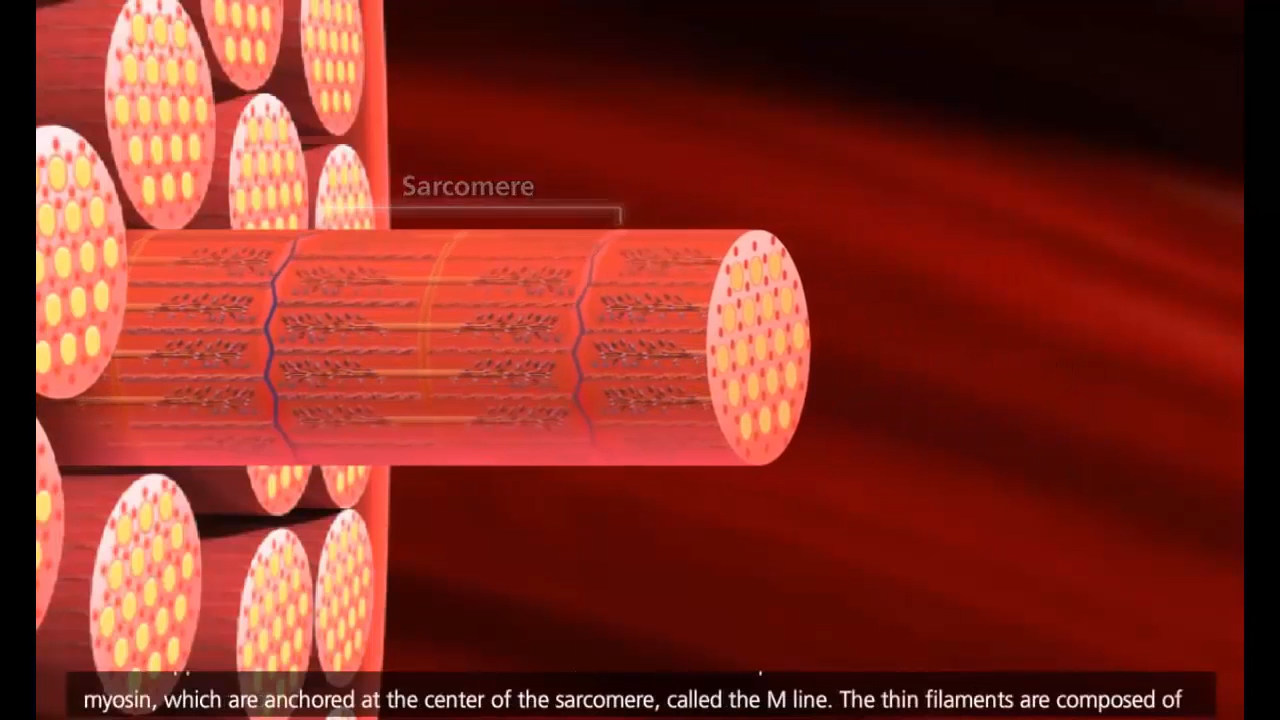 Sarcomere
myosin, which are anchored at the center of the sarcomere, called the M line. The thin filaments are composed of